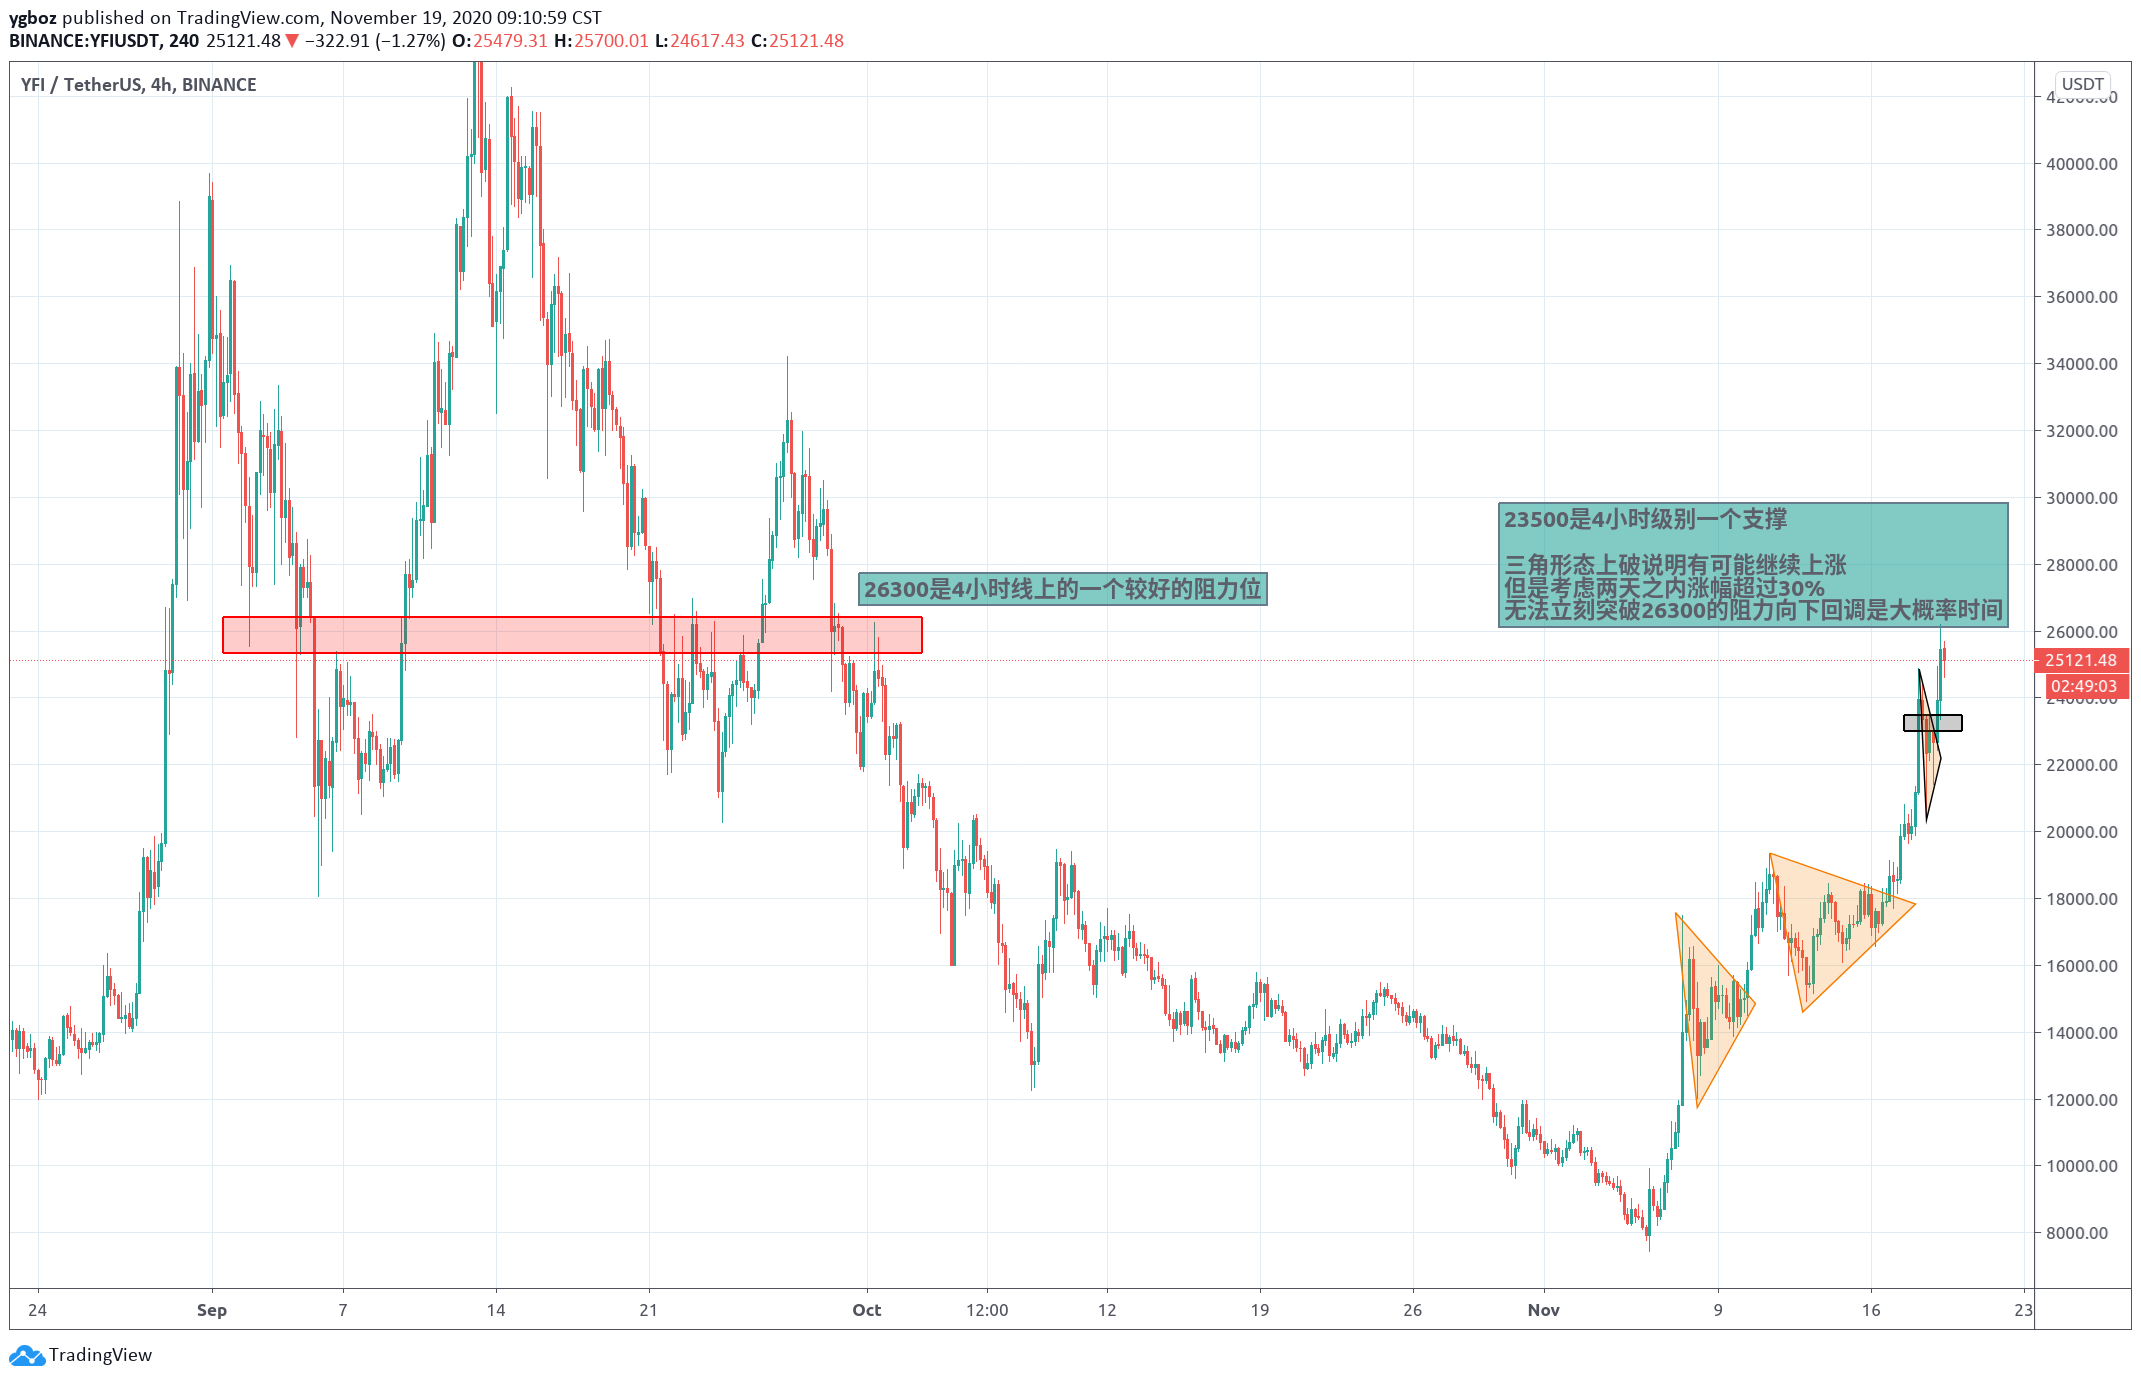 ygboz published on TradingView.com, November 19, 2020 09:10:59 CST
BINANCE:YFIUSDT, 240 25121.48 ▼ −322.91 (−1.27%) O:25479.31 H:25700.01 L:24617.43 C:25121.48
YFI / TetherUS, 4h, BINANCE
USDT
42000.00
40000.00
38000.00
36000.00
34000.00
32000.00
30000.00
23500是4小时级别一个支撑
三角形态上破说明有可能继续上涨
但是考虑两天之内涨幅超过30%
无法立刻突破26300的阻力向下回调是大概率时间
28000.00
26300是4小时线上的一个较好的阻力位
26000.00
25121.48
02:49:03
24000.00
22000.00
20000.00
18000.00
16000.00
14000.00
12000.00
10000.00
8000.00
24 Sep 7 14 21 Oct 12:00 12 19 26 Nov 9 16 23
TradingView